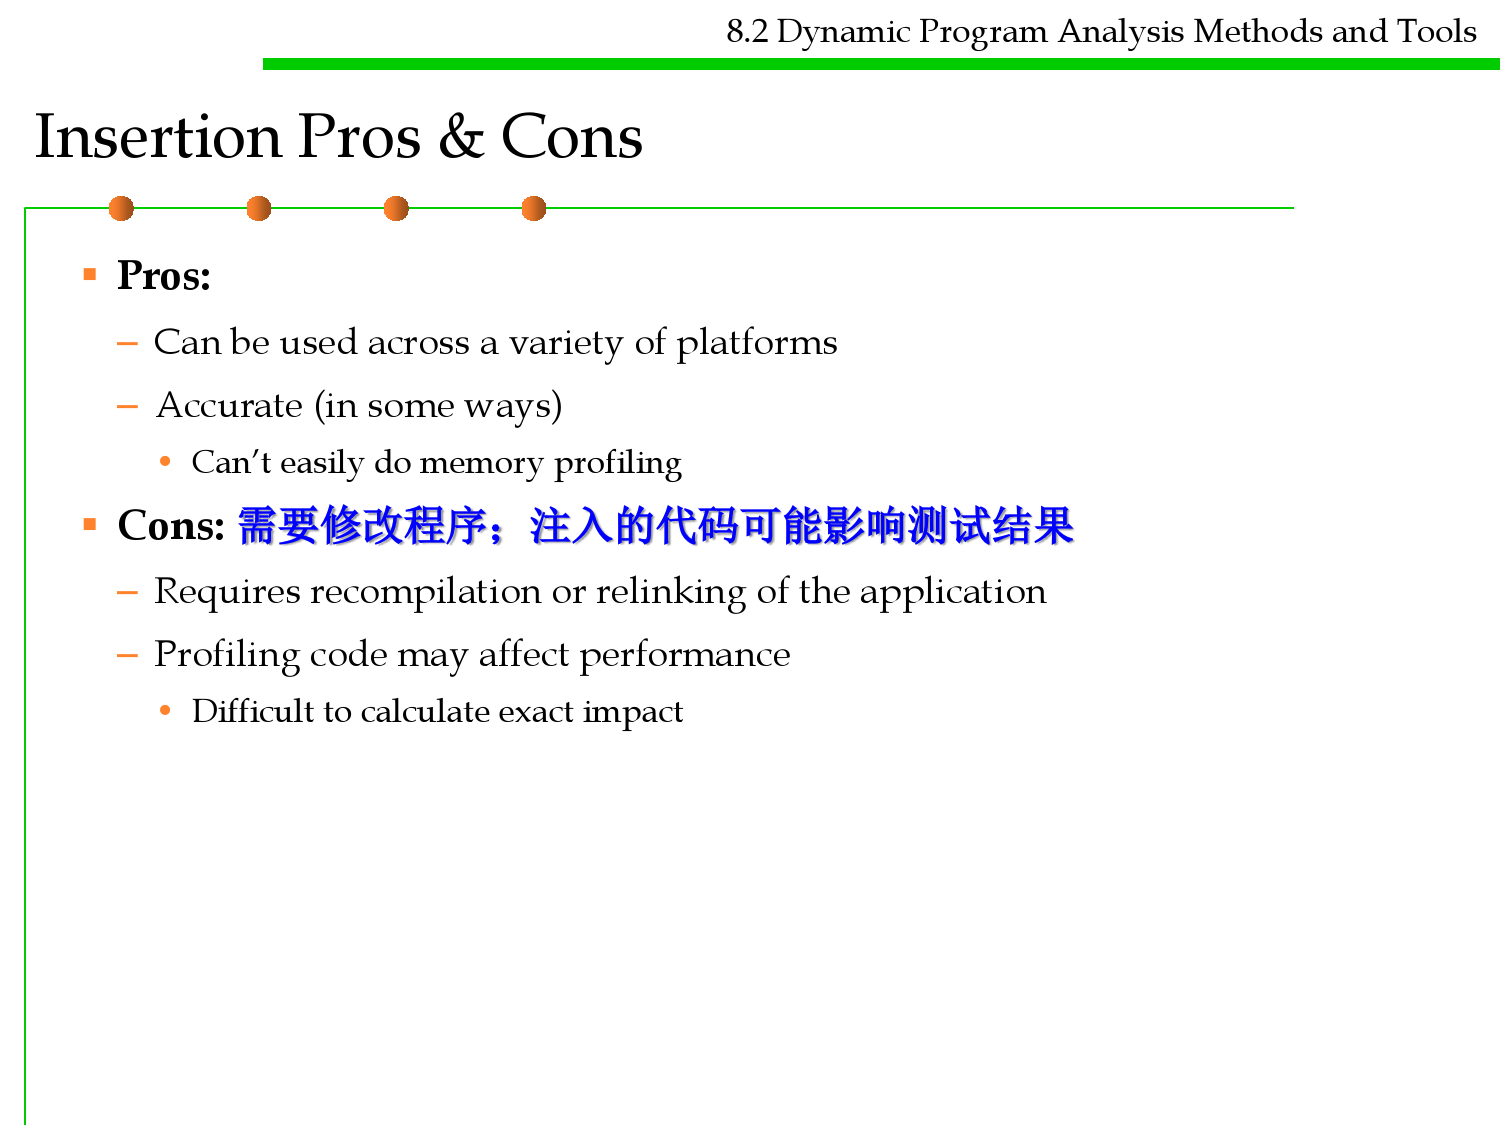 8.2 Dynamic Program Analysis Methods and Tools
Insertion Pros & Cons
▪ Pros:
– Can be used across a variety of platforms
– Accurate (in some ways)
• Can’t easily do memory profiling
▪ Cons: 需要修改程序；注入的代码可能影响测试结果
– Requires recompilation or relinking of the application
– Profiling code may affect performance
• Difficult to calculate exact impact